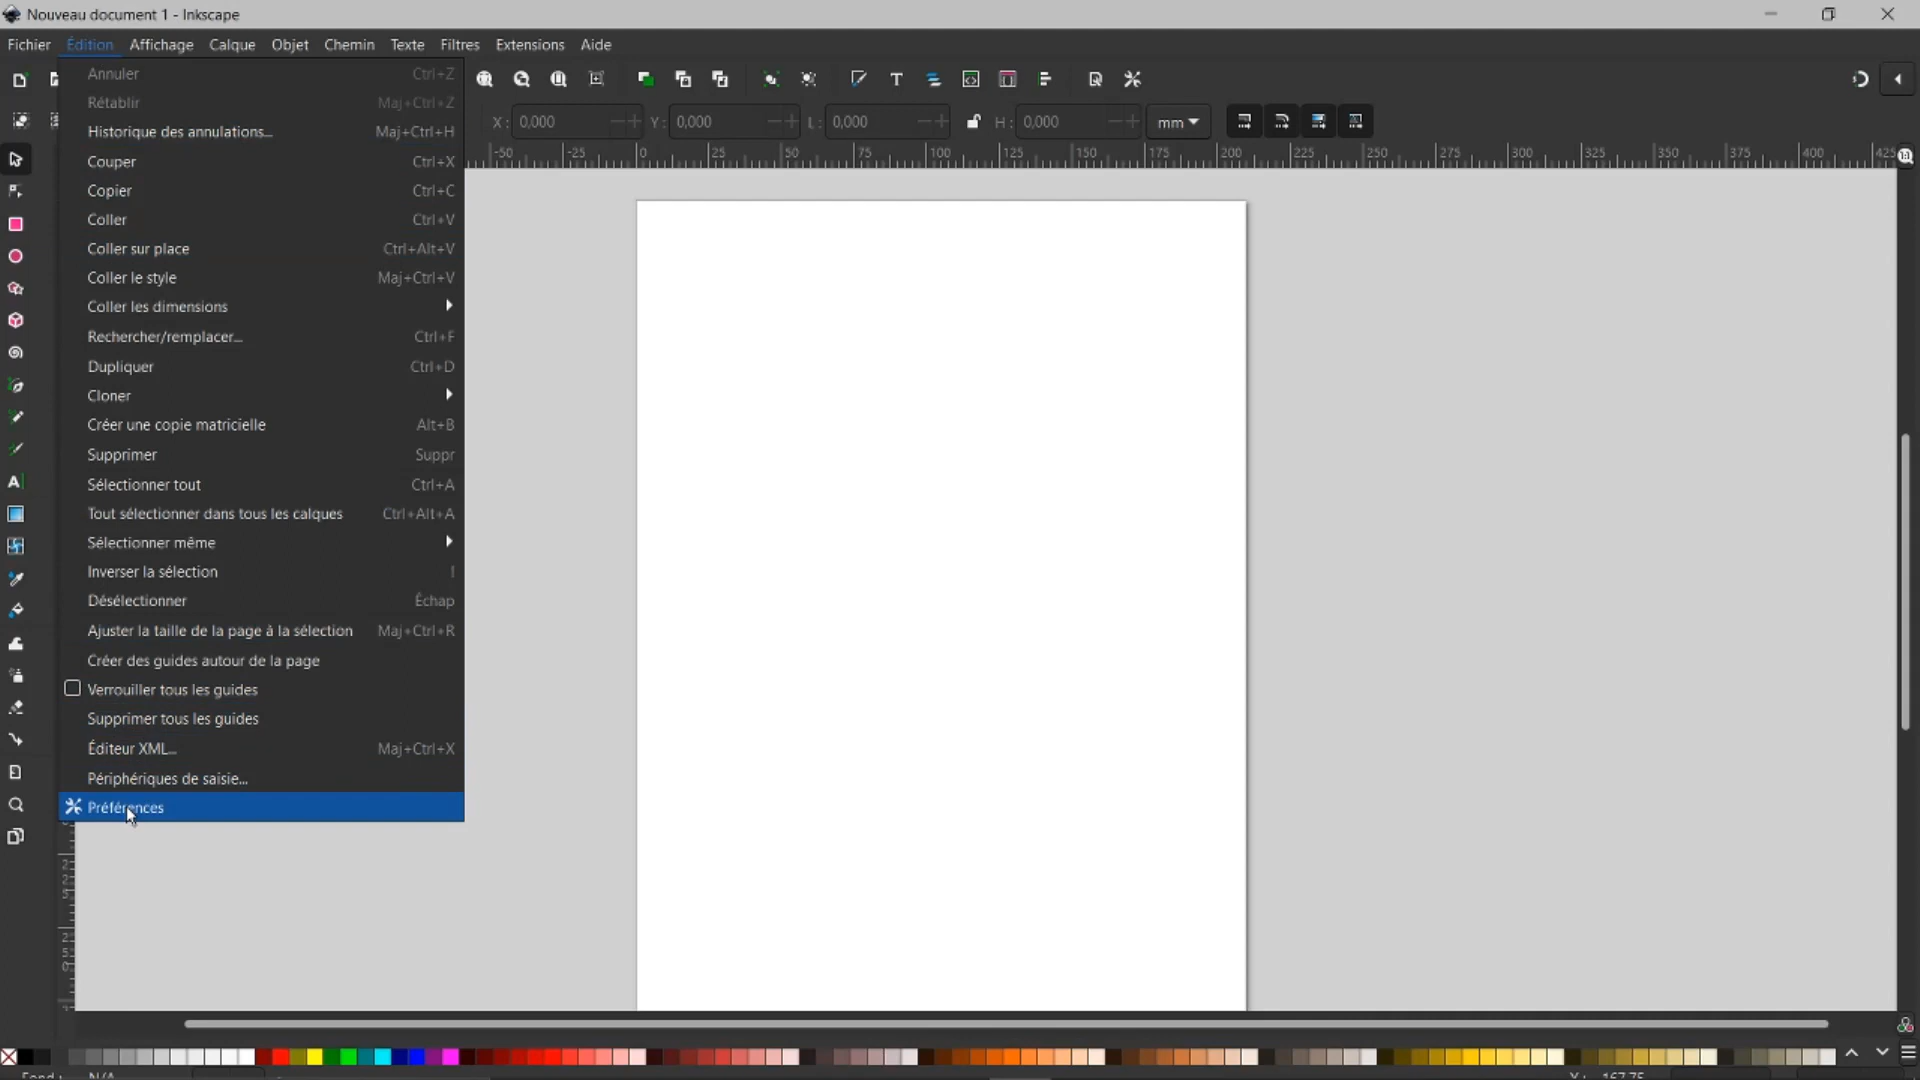 Nouveau document 1 - Inkscape
Fichier Édition Affichage Calque Objet Chemin Texte Filtres Extensions Aide
X: 0,000 Y: 0,000 L: 0,000 H: 0,000 mm
-50 -25 0 25 50 75 100 125 150 175 200 225 250 275 300 325 350 375 400 425
Annuler Ctrl+Z
Rétablir Maj+Ctrl+Z
Historique des annulations... Maj+Ctrl+H
Couper Ctrl+X
Copier Ctrl+C
Coller Ctrl+V
Coller sur place Ctrl+Alt+V
Coller le style Maj+Ctrl+V
Coller les dimensions
Rechercher/remplacer... Ctrl+F
Dupliquer Ctrl+D
Cloner
Créer une copie matricielle Alt+B
Supprimer Suppr
Sélectionner tout Ctrl+A
Tout sélectionner dans tous les calques Ctrl+Alt+A
Sélectionner même
Inverser la sélection !
Désélectionner Échap
Ajuster la taille de la page à la sélection Maj+Ctrl+R
Créer des guides autour de la page
Verrouiller tous les guides
Supprimer tous les guides
Éditeur XML... Maj+Ctrl+X
Périphériques de saisie...
Préférences
Fond : N/A